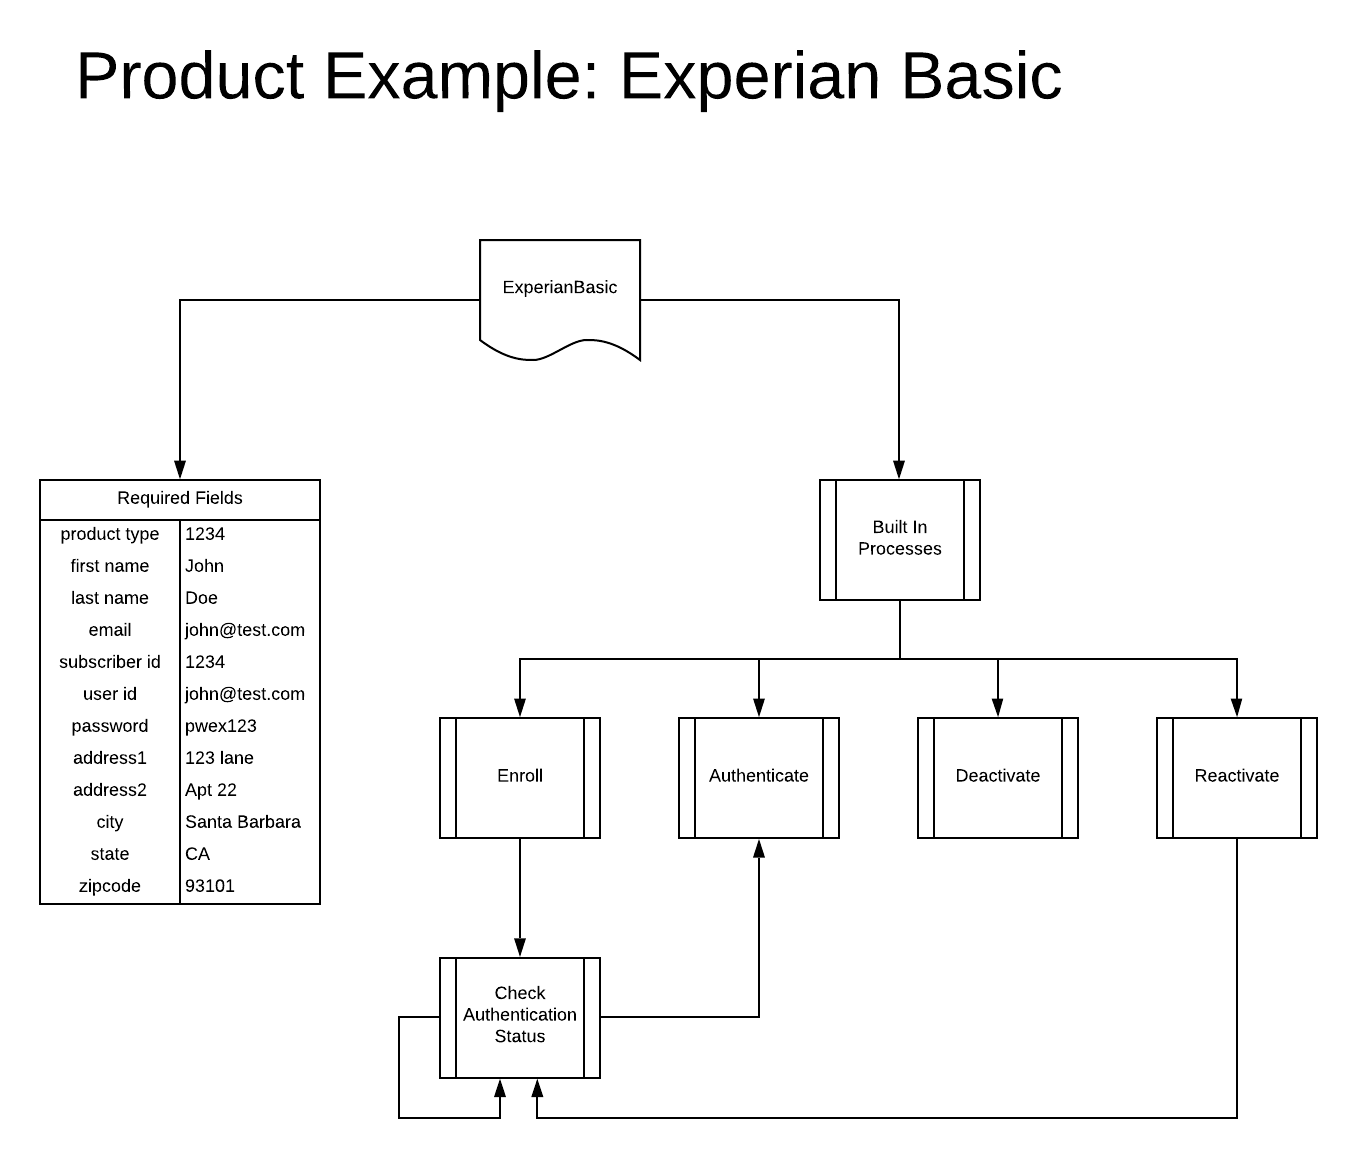 Product Example: Experian Basic
ExperianBasic
Required Fields
product type 1234
first name John
last name Doe
email john@test.com
subscriber id 1234
user id john@test.com
password pwex123
address1 123 lane
address2 Apt 22
city Santa Barbara
state CA
zipcode 93101
Built In
Processes
Enroll
Authenticate
Deactivate
Reactivate
Check
Authentication
Status